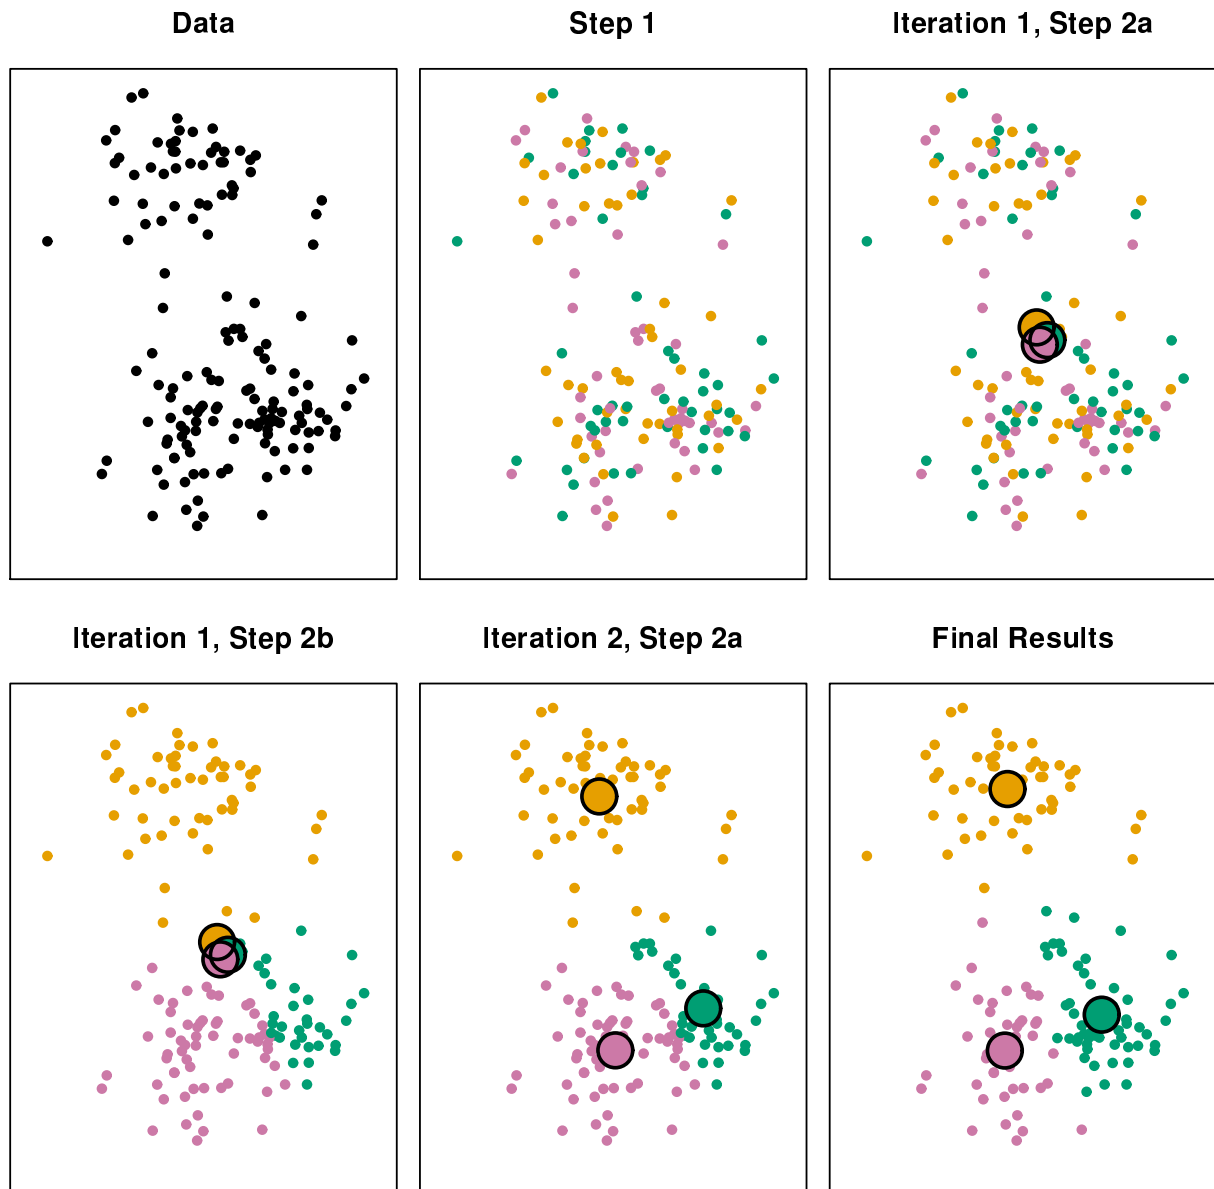 Data
Step 1
Iteration 1, Step 2a
Iteration 1, Step 2b
Iteration 2, Step 2a
Final Results